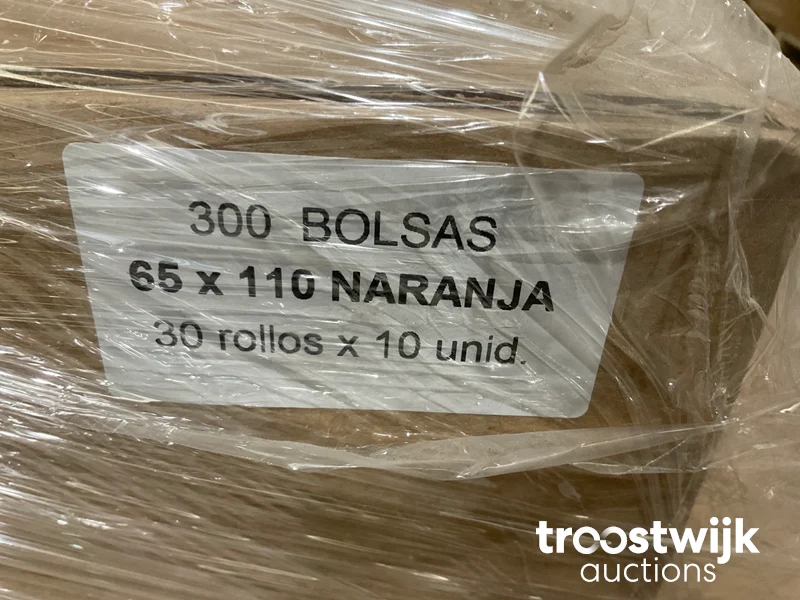 300 BOLSAS
65 x 110 NARANJA
30 rollos x 10 unid.
troostwijk
auctions